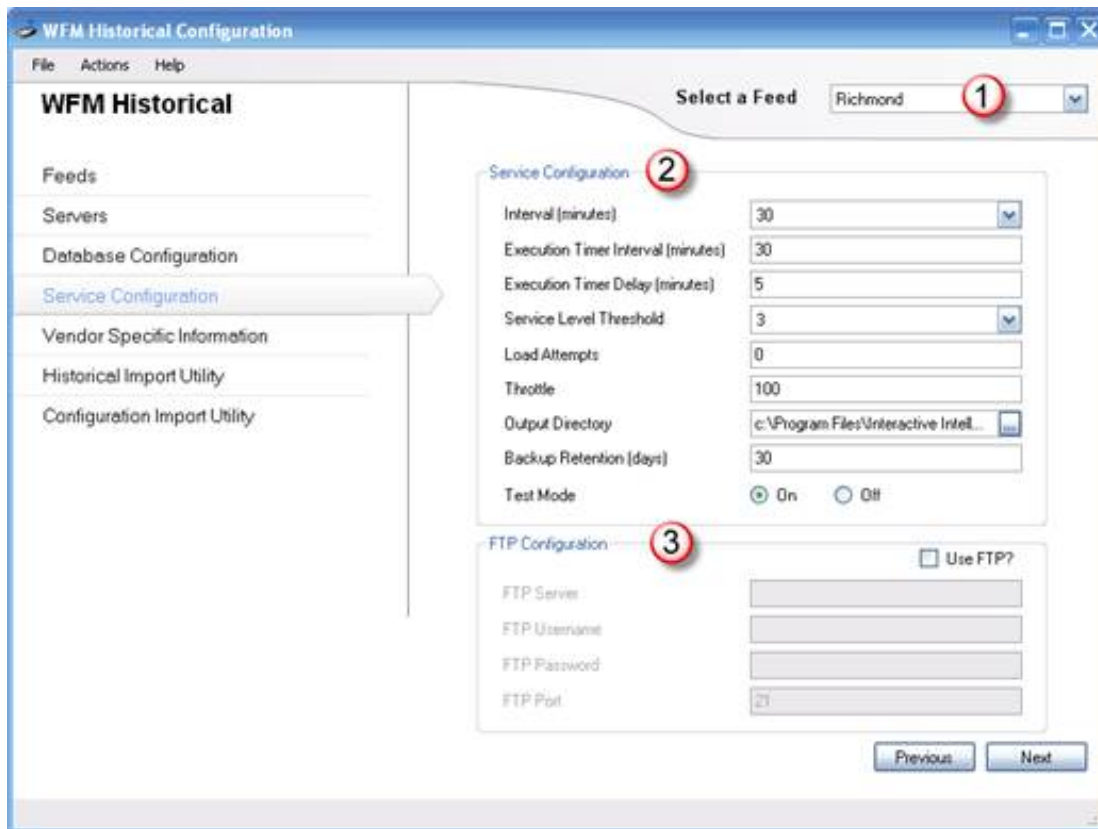 WFM Historical Configuration
File Actions Help
WFM Historical
Select a Feed Richmond 1
Feeds
Servers
Database Configuration
Service Configuration
Vendor Specific Information
Historical Import Utility
Configuration Import Utility
Service Configuration 2
Interval (minutes) 30
Execution Timer Interval (minutes) 30
Execution Timer Delay (minutes) 5
Service Level Threshold 3
Load Attempts 0
Throttle 100
Output Directory c:\Program Files\Interactive Intell... ...
Backup Retention (days) 30
Test Mode On Off
FTP Configuration 3
Use FTP?
FTP Server
FTP Username
FTP Password
FTP Port 21
Previous Next